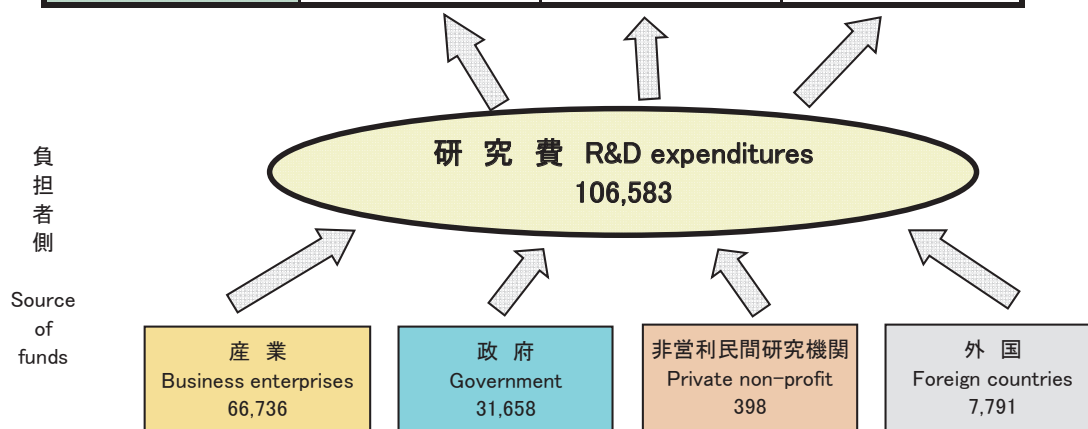 研 究 費 R&D expenditures
106,583
負
担
者
側
Source
of
funds
産 業
Business enterprises
66,736
政 府
Government
31,658
非営利民間研究機関
Private non-profit
398
外 国
Foreign countries
7,791